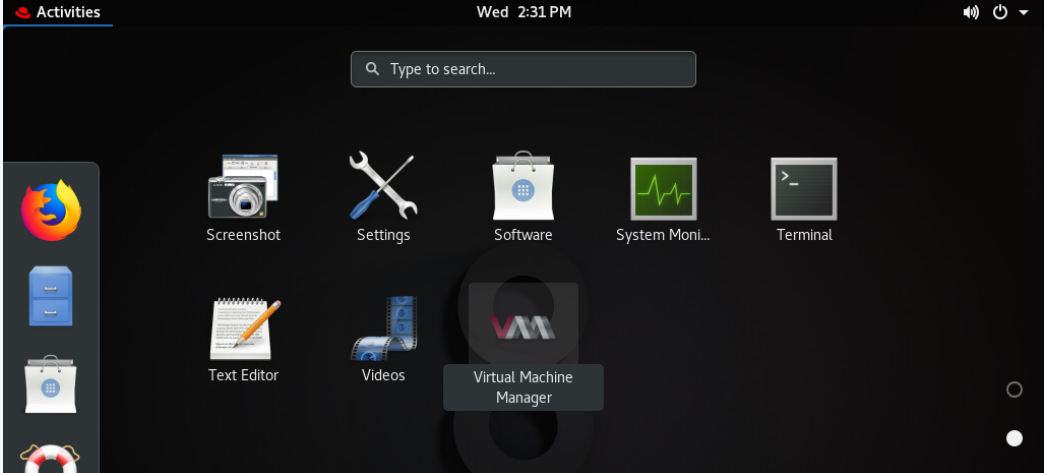 Activities
Wed 2:31 PM
Type to search...
Screenshot
Settings
Software
System Moni...
Terminal
Text Editor
Videos
Virtual Machine
Manager